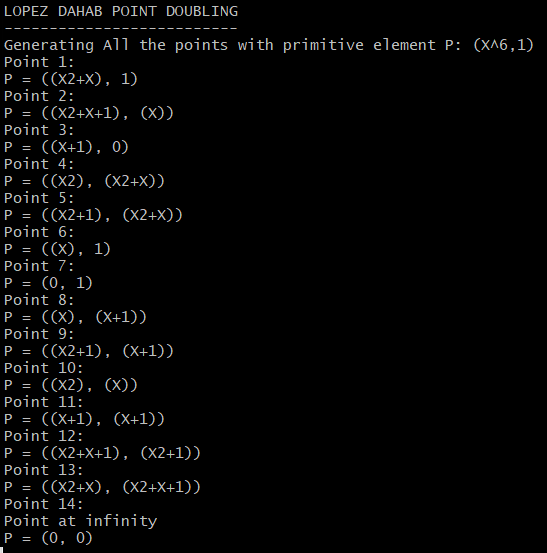 LOPEZ DAHAB POINT DOUBLING
--------------------------
Generating All the points with primitive element P: (X^6,1)
Point 1:
P = ((X2+X), 1)
Point 2:
P = ((X2+X+1), (X))
Point 3:
P = ((X+1), 0)
Point 4:
P = ((X2), (X2+X))
Point 5:
P = ((X2+1), (X2+X))
Point 6:
P = ((X), 1)
Point 7:
P = (0, 1)
Point 8:
P = ((X), (X+1))
Point 9:
P = ((X2+1), (X+1))
Point 10:
P = ((X2), (X))
Point 11:
P = ((X+1), (X+1))
Point 12:
P = ((X2+X+1), (X2+1))
Point 13:
P = ((X2+X), (X2+X+1))
Point 14:
Point at infinity
P = (0, 0)